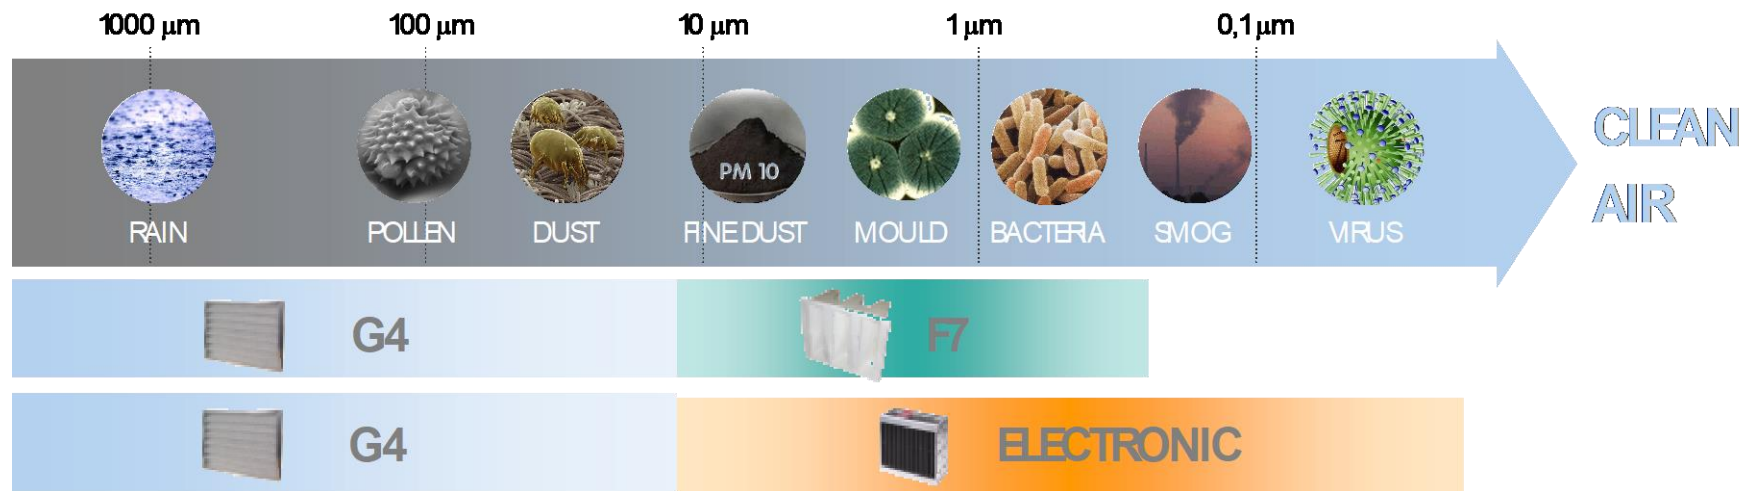 1000 μm 100 μm 10 μm 1 μm 0,1 μm
CLEAN
AIR
PM 10
RAIN POLLEN DUST FINE DUST MOULD BACTERIA SMOG VIRUS
G4 F7
G4 ELECTRONIC